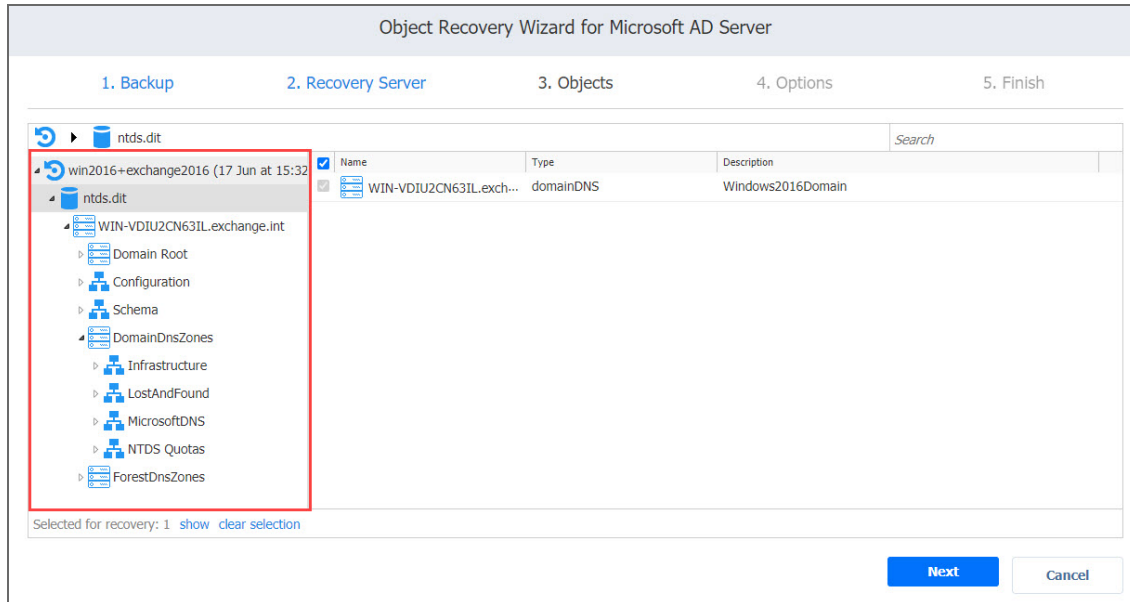 Object Recovery Wizard for Microsoft AD Server
1. Backup 2. Recovery Server 3. Objects 4. Options 5. Finish
ntds.dit Search
win2016+exchange2016 (17 Jun at 15:32
Name Type Description
WIN-VDIU2CN63IL.exch... domainDNS Windows2016Domain
ntds.dit
WIN-VDIU2CN63IL.exchange.int
Domain Root
Configuration
Schema
DomainDnsZones
Infrastructure
LostAndFound
MicrosoftDNS
NTDS Quotas
ForestDnsZones
Selected for recovery: 1 show clear selection
Next Cancel